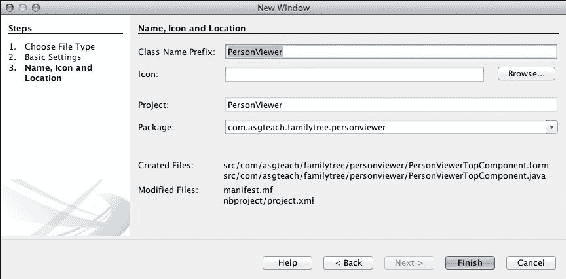 New Window
Steps
1. Choose File Type
2. Basic Settings
3. Name, Icon and
Location
Name, Icon and Location
Class Name Prefix: PersonViewer
Icon: Browse...
Project: PersonViewer
Package: com.asgteach.familytree.personviewer
Created Files: src/com/asgteach/familytree/personviewer/PersonViewerTopComponent.form
src/com/asgteach/familytree/personviewer/PersonViewerTopComponent.java
Modified Files: manifest.mf
nbproject/project.xml
Help < Back Next > Finish Cancel